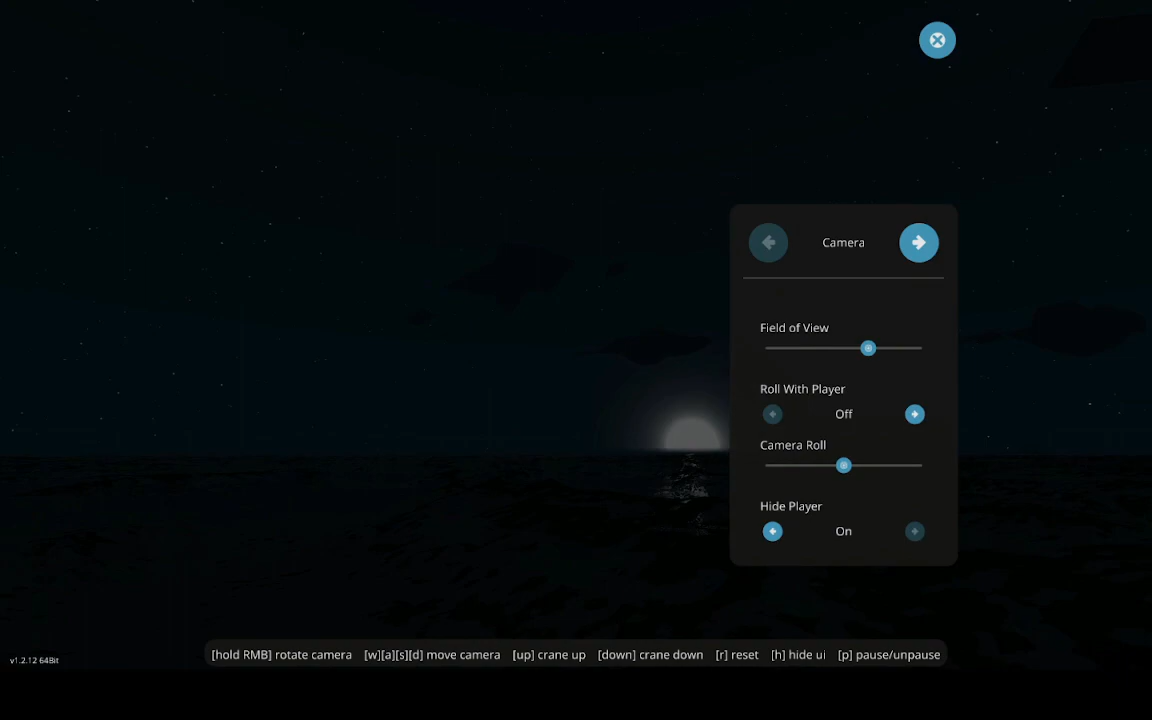 Camera
Field of View
Roll With Player
Off
Camera Roll
Hide Player
On
[hold RMB] rotate camera [w][a][s][d] move camera [up] crane up [down] crane down [r] reset [h] hide ui [p] pause/unpause
v1.2.12 64Bit